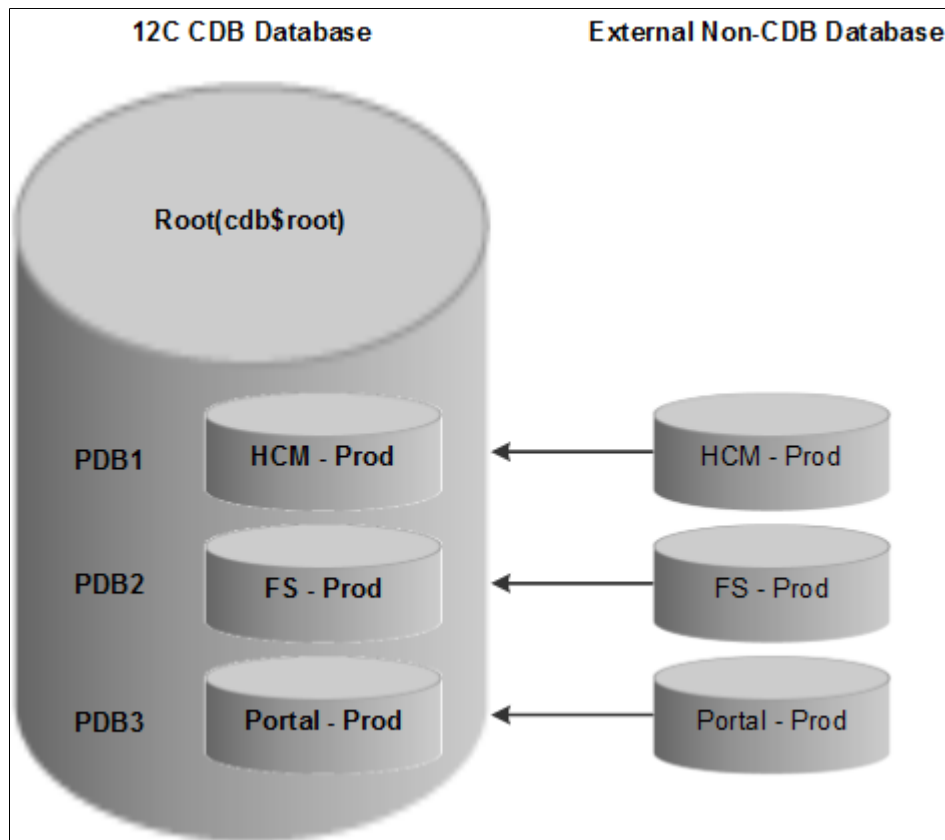 12C CDB Database
External Non-CDB Database
Root(cdb$root)
PDB1
HCM - Prod
HCM - Prod
PDB2
FS - Prod
FS - Prod
PDB3
Portal - Prod
Portal - Prod